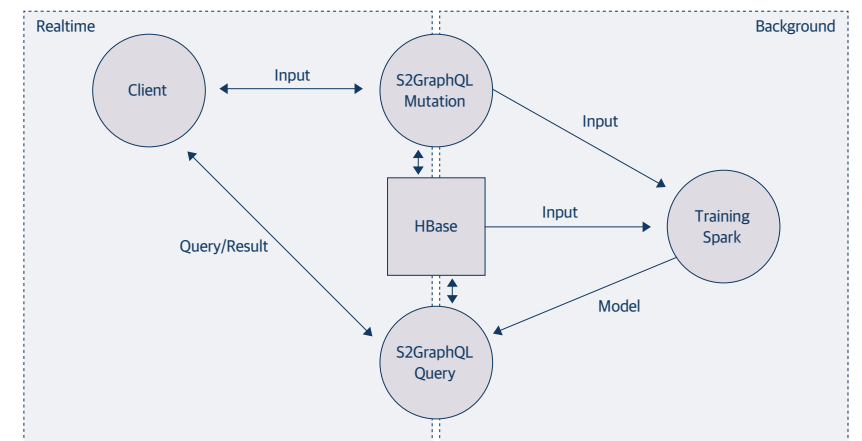 Realtime
Background
Client
Input
S2GraphQL
Mutation
Input
HBase
Input
Training
Spark
Query/Result
Model
S2GraphQL
Query